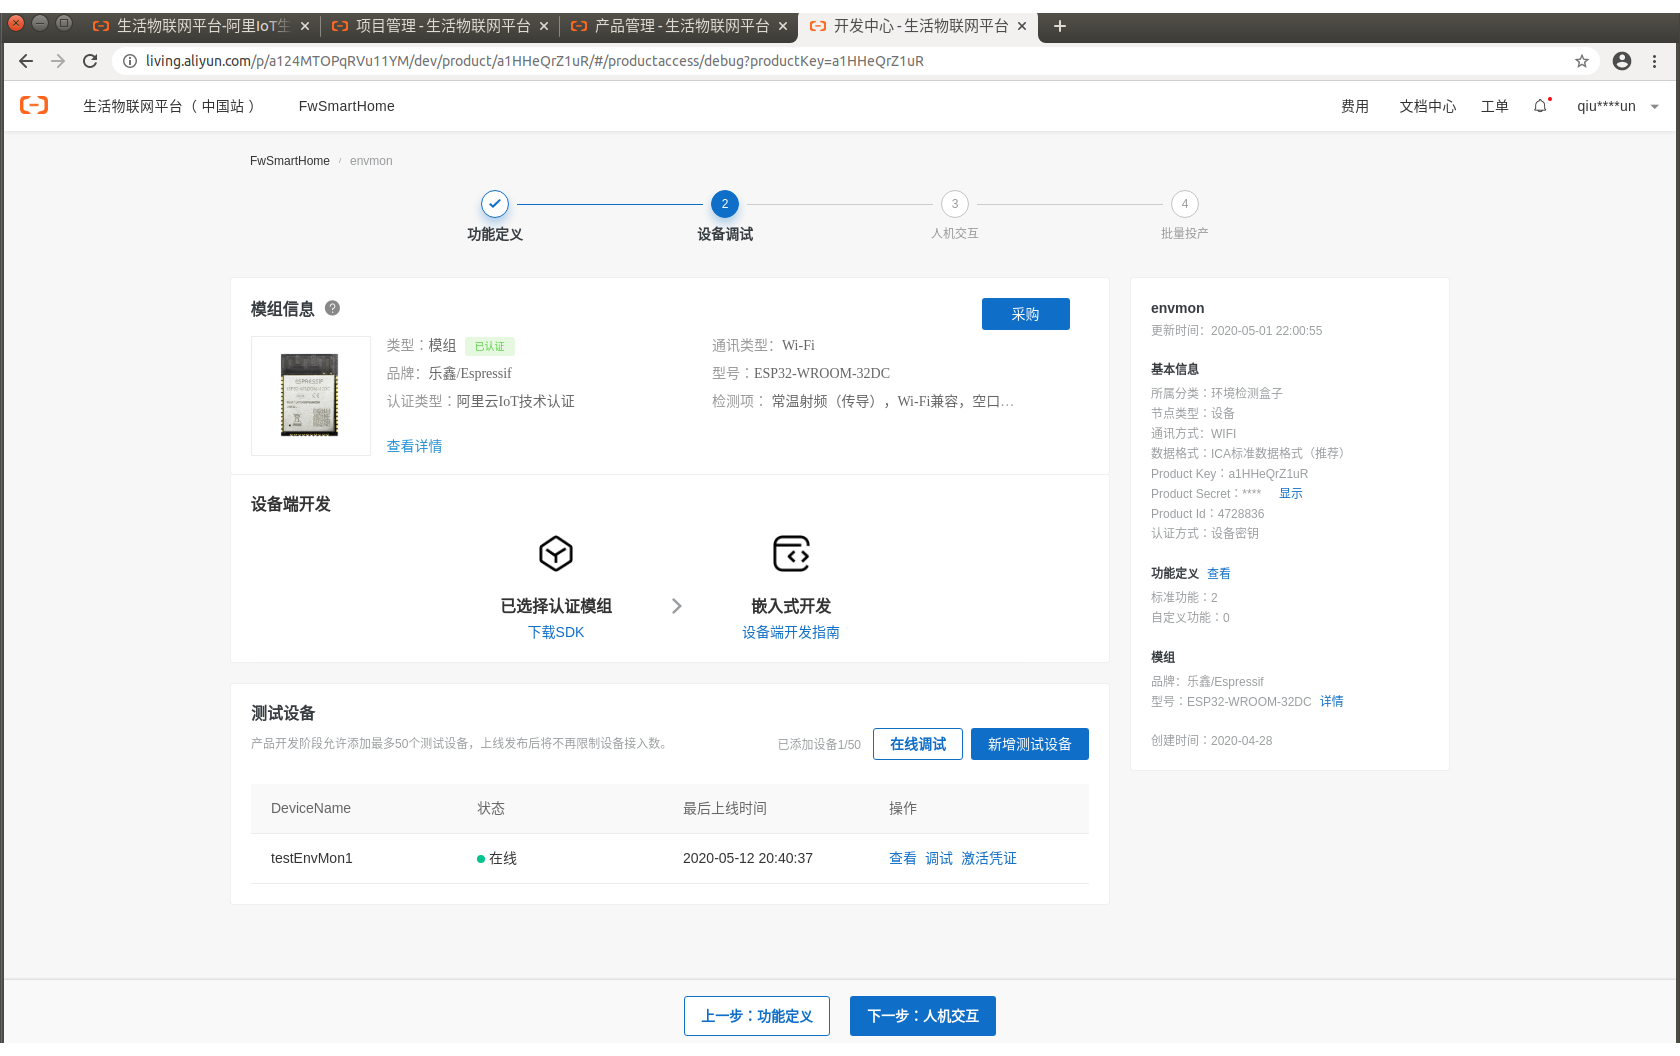 生活物联网平台-阿里IoT生
项目管理 - 生活物联网平台
产品管理 - 生活物联网平台
开发中心 - 生活物联网平台
living.aliyun.com/p/a124MTOPqRVu11YM/dev/product/a1HHeQrZ1uR/#/productaccess/debug?productKey=a1HHeQrZ1uR
生活物联网平台（ 中国站 ）
FwSmartHome
费用
文档中心
工单
qiu****un
FwSmartHome / envmon
2
3
4
功能定义
设备调试
人机交互
批量投产
模组信息 ?
采购
类型：模组 已认证
通讯类型：Wi-Fi
品牌：乐鑫/Espressif
型号：ESP32-WROOM-32DC
认证类型：阿里云IoT技术认证
检测项： 常温射频（传导），Wi-Fi兼容，空口…
查看详情
ESPRESSIF
设备端开发
已选择认证模组
嵌入式开发
下载SDK
设备端开发指南
测试设备
产品开发阶段允许添加最多50个测试设备，上线发布后将不再限制设备接入数。
已添加设备1/50
在线调试
新增测试设备
DeviceName
状态
最后上线时间
操作
testEnvMon1
在线
2020-05-12 20:40:37
查看 调试 激活凭证
envmon
更新时间：2020-05-01 22:00:55
基本信息
所属分类：环境检测盒子
节点类型：设备
通讯方式：WIFI
数据格式：ICA标准数据格式（推荐）
Product Key：a1HHeQrZ1uR
Product Secret：**** 显示
Product Id：4728836
认证方式：设备密钥
功能定义 查看
标准功能：2
自定义功能：0
模组
品牌：乐鑫/Espressif
型号：ESP32-WROOM-32DC 详情
创建时间：2020-04-28
上一步：功能定义
下一步：人机交互